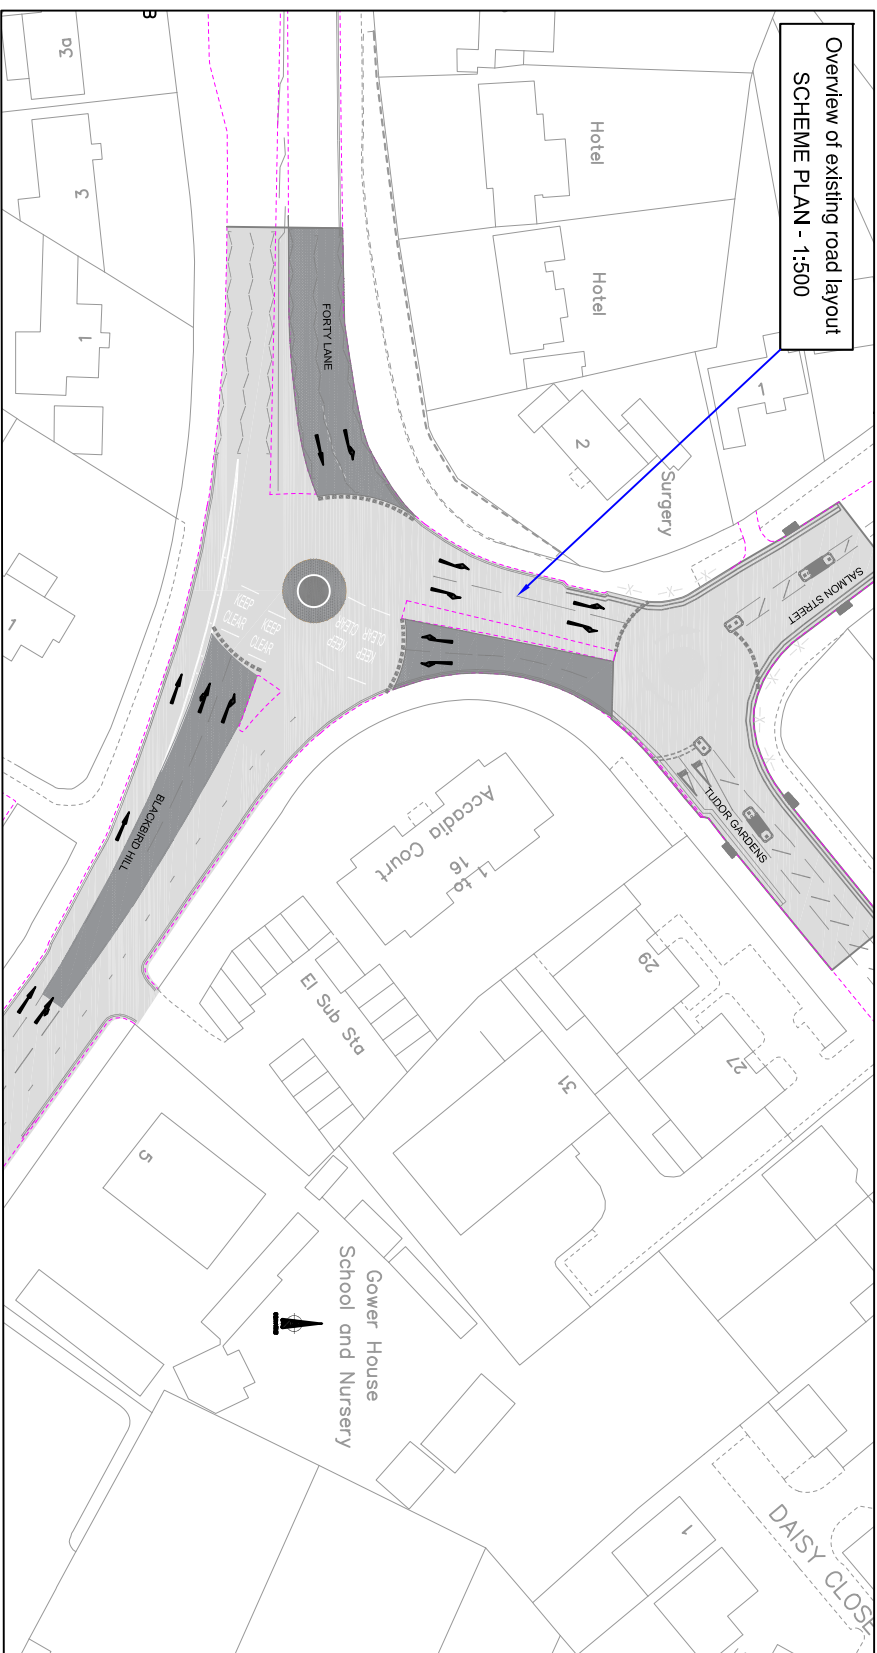 Overview of existing road layout
SCHEME PLAN - 1:500
3a
3
1
1
Hotel
Hotel
1
2
Surgery
FORTY LANE
SALMON STREET
TUDOR GARDENS
KEEP
CLEAR
KEEP
CLEAR
KEEP
CLEAR
KEEP
CLEAR
BLACKBIRD HILL
Accadia Court
1 to
16
El Sub Sta
29
27
31
5
Gower House
School and Nursery
1
DAISY CLOSE